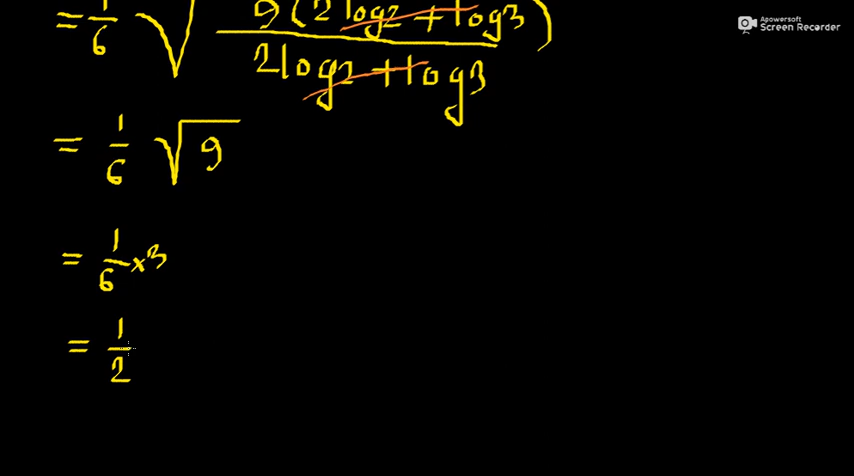 Apowersoft
Screen Recorder
= 1/6 √ 9(2log2 + log3)
2log2 + log3
= 1/6 √9
= 1/6 × 3
= 1/2